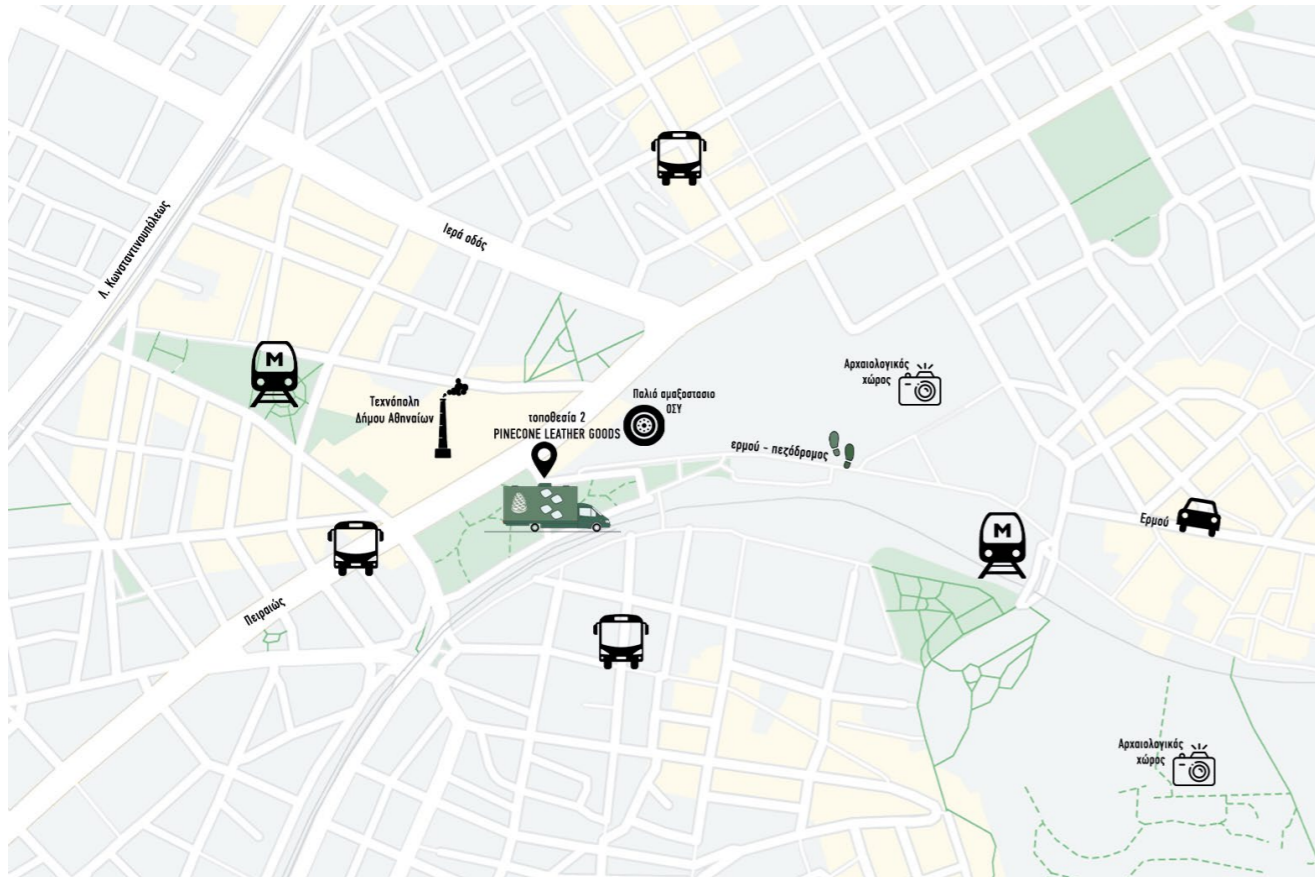 Λ. Κωνσταντινουπόλεως
Ιερά οδός
Αρχαιολογικός
χώρος
M
Τεχνόπολη
Δήμου Αθηναίων
Παλιό αμαξοστασιο
ΟΣΥ
τοποθεσία 2
PINECONE LEATHER GOODS
ερμού - πεζόδρομος
Ερμού
M
Πειραιώς
Αρχαιολογικός
χώρος